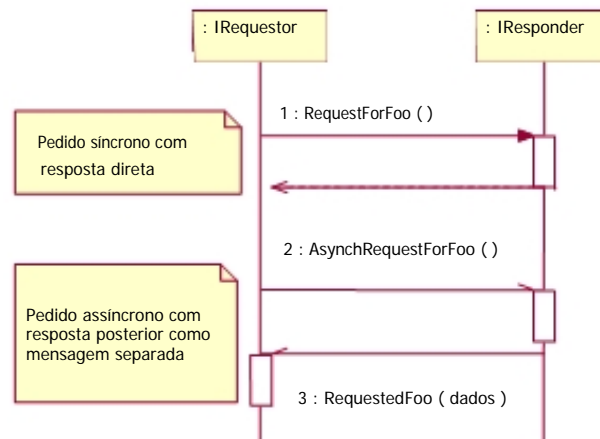 : IRequestor
: IResponder
1 : RequestForFoo ( )
Pedido síncrono com
resposta direta
2 : AsynchRequestForFoo ( )
Pedido assíncrono com
resposta posterior como
mensagem separada
3 : RequestedFoo ( dados )